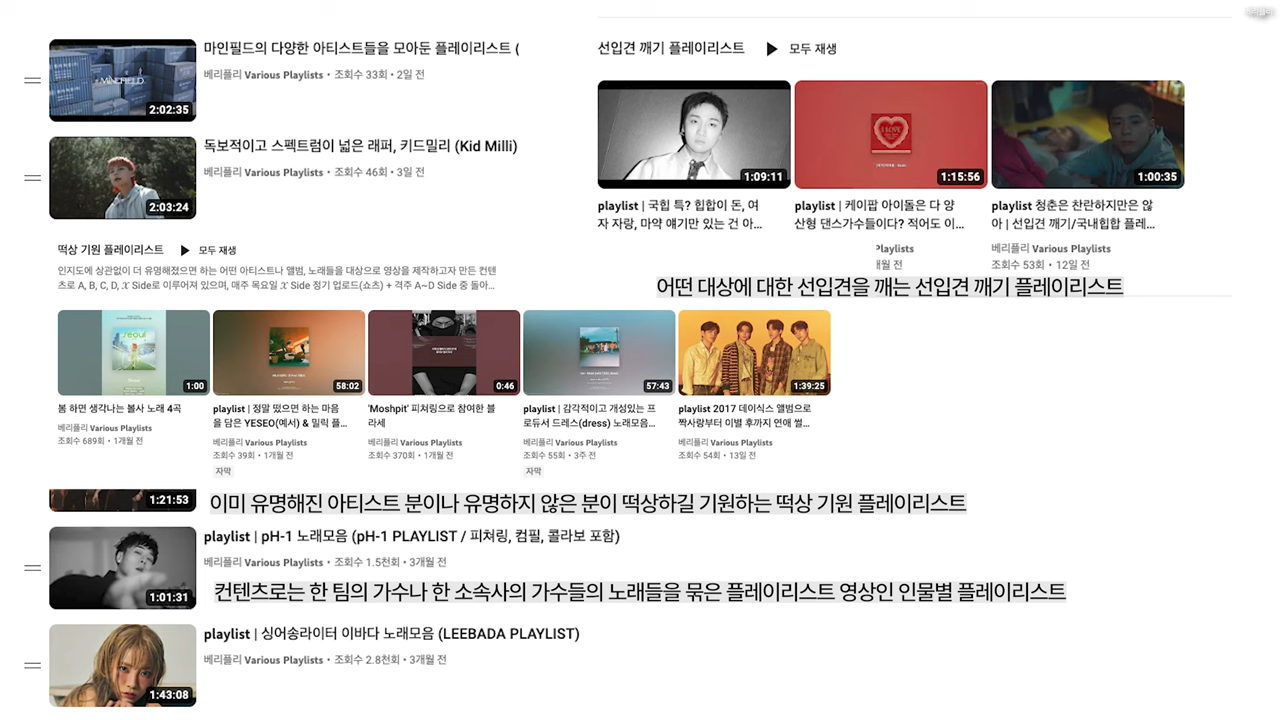 마인필드의 다양한 아티스트들을 모아둔 플레이리스트 (
베리플리 Various Playlists • 조회수 33회 • 2일 전
MINDFIELD
2:02:35
독보적이고 스펙트럼이 넓은 래퍼, 키드밀리 (Kid Milli)
베리플리 Various Playlists • 조회수 46회 • 3일 전
2:03:24
선입견 깨기 플레이리스트 ▶ 모두 재생
1:09:11
I LOVE
1:15:56
1:00:35
playlist | 국힙 특? 힙합이 돈, 여
자 자랑, 마약 얘기만 있는 건 아...
playlist | 케이팝 아이돌은 다 양
산형 댄스가수들이다? 적어도 이...
playlist 청춘은 찬란하지만은 않
아 | 선입견 깨기/국내힙합 플레...
Playlists
개월 전
베리플리 Various Playlists
조회수 53회 • 12일 전
어떤 대상에 대한 선입견을 깨는 선입견 깨기 플레이리스트
떡상 기원 플레이리스트 ▶ 모두 재생
인지도에 상관없이 더 유명해졌으면 하는 어떤 아티스트나 앨범, 노래들을 대상으로 영상을 제작하고자 만든 컨텐
츠로 A, B, C, D, X Side로 이루어져 있으며, 매주 목요일 X Side 정기 업로드(쇼츠) + 격주 A~D Side 중 돌아...
seoul
1:00
58:02
0:46
57:43
1:39:25
봄 하면 생각나는 볼사 노래 4곡
베리플리 Various Playlists
조회수 689회 • 1개월 전
playlist | 정말 떴으면 하는 마음
을 담은 YESEO(예서) & 밀릭 플...
베리플리 Various Playlists
조회수 39회 • 1개월 전
자막
'Moshpit' 피쳐링으로 참여한 블
라세
베리플리 Various Playlists
조회수 370회 • 1개월 전
playlist | 감각적이고 개성있는 프
로듀서 드레스(dress) 노래모음...
베리플리 Various Playlists
조회수 55회 • 3주 전
자막
playlist 2017 데이식스 앨범으로
짝사랑부터 이별 후까지 연애 썰...
베리플리 Various Playlists
조회수 54회 • 13일 전
1:21:53
이미 유명해진 아티스트 분이나 유명하지 않은 분이 떡상하길 기원하는 떡상 기원 플레이리스트
playlist | pH-1 노래모음 (pH-1 PLAYLIST / 피쳐링, 컴필, 콜라보 포함)
베리플리 Various Playlists • 조회수 1.5천회 • 3개월 전
1:01:31
컨텐츠로는 한 팀의 가수나 한 소속사의 가수들의 노래들을 묶은 플레이리스트 영상인 인물별 플레이리스트
playlist | 싱어송라이터 이바다 노래모음 (LEEBADA PLAYLIST)
베리플리 Various Playlists • 조회수 2.8천회 • 3개월 전
1:43:08